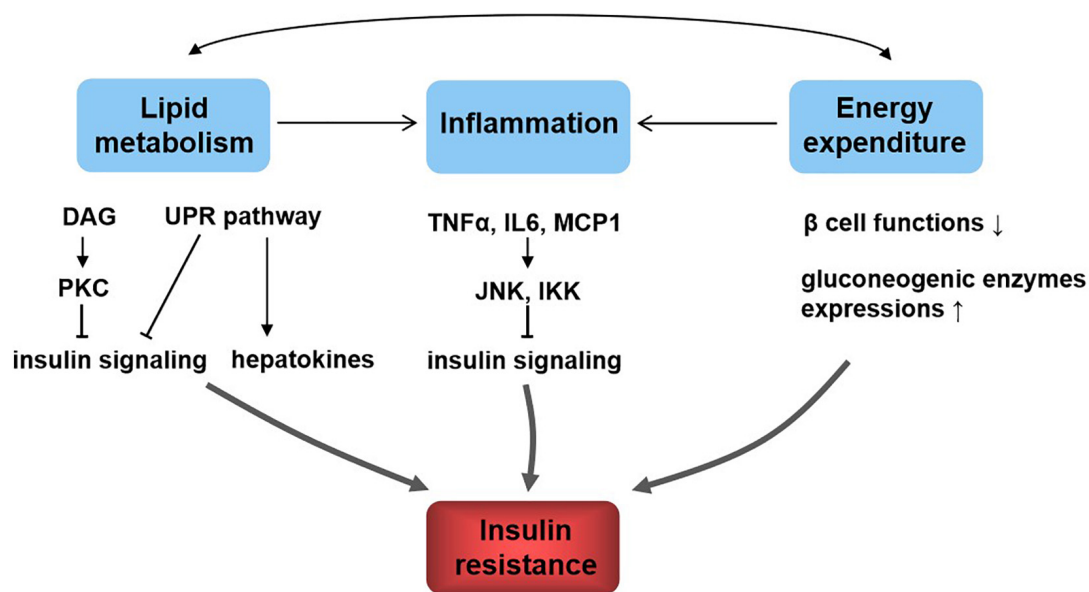 Lipid
metabolism
Inflammation
Energy
expenditure
DAG
UPR pathway
PKC
insulin signaling
hepatokines
TNFα, IL6, MCP1
JNK, IKK
insulin signaling
β cell functions ↓
gluconeogenic enzymes
expressions ↑
Insulin
resistance